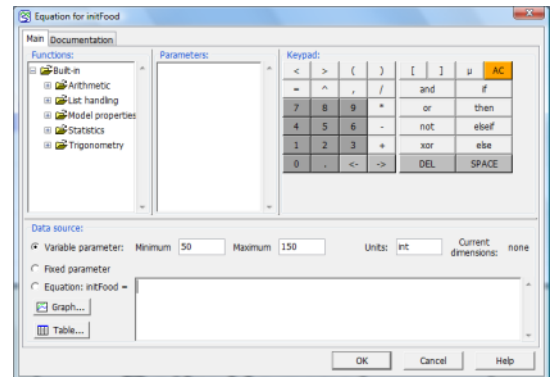 Equation for initFood
Main Documentation
Functions: Parameters: Keypad:
Built-in
Arithmetic
List handling
Model properties
Statistics
Trigonometry
< > ( ) [ ] µ AC
= ^ , / and if
7 8 9 * or then
4 5 6 - not elseif
1 2 3 + xor else
0 . <- -> DEL SPACE
Data source:
Variable parameter: Minimum 50 Maximum 150 Units: int Current dimensions: none
Fixed parameter
Equation: initFood =
Graph...
Table...
OK Cancel Help